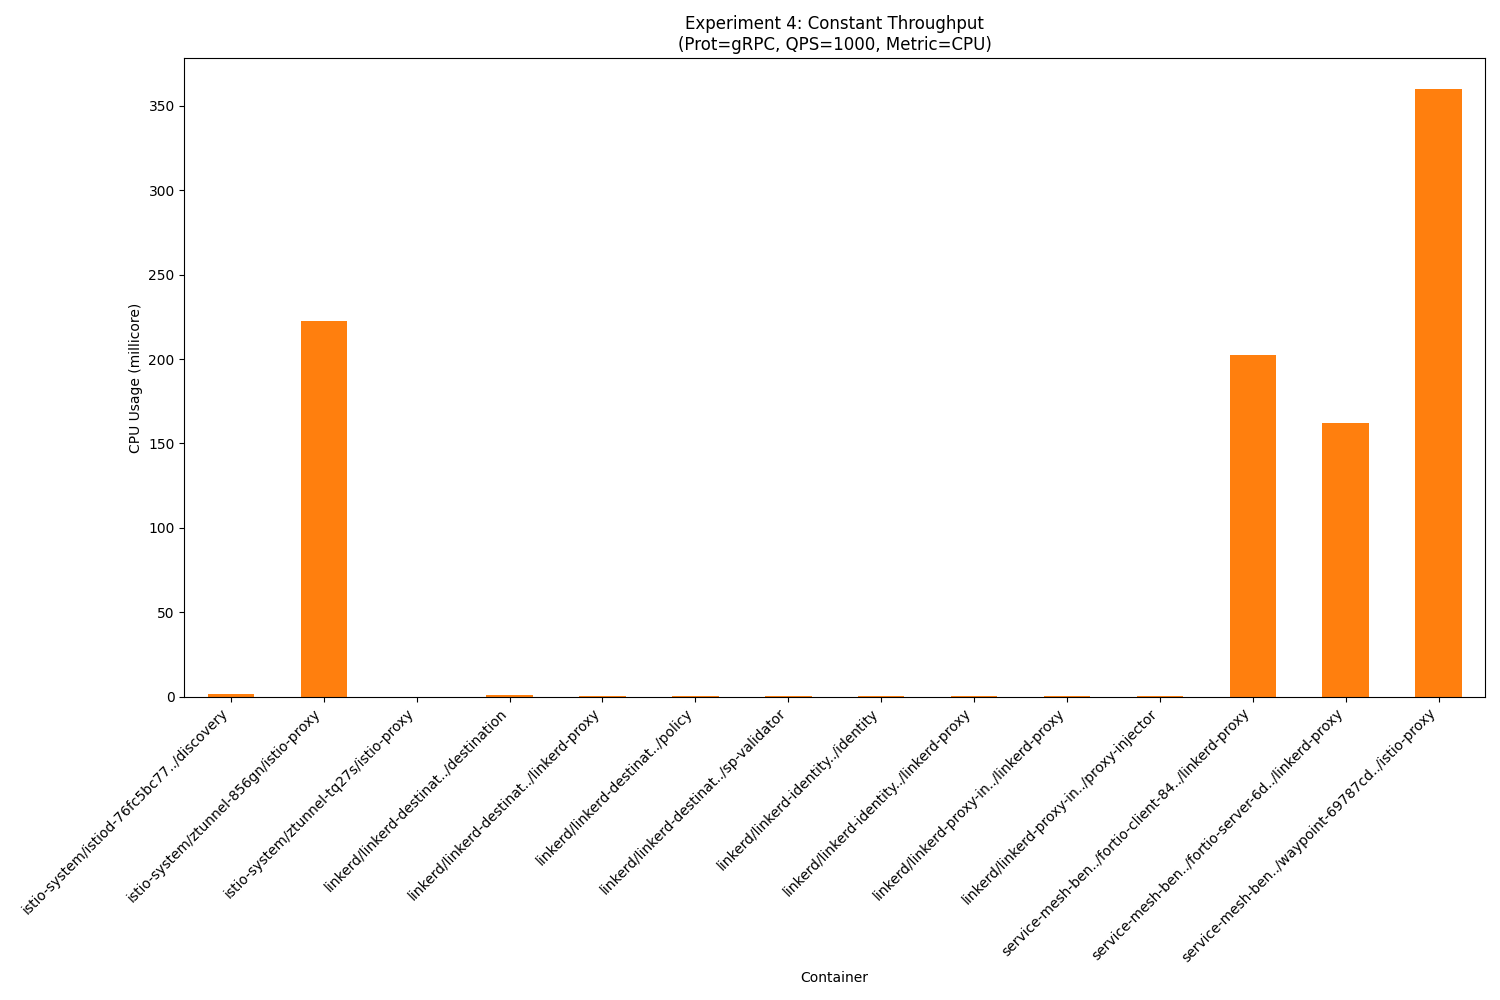 Experiment 4: Constant Throughput
(Prot=gRPC, QPS=1000, Metric=CPU)
CPU Usage (millicore)
350
300
250
200
150
100
50
0
istio-system/istiod-76fc5bc77../discovery
istio-system/ztunnel-856gn/istio-proxy
istio-system/ztunnel-tq27s/istio-proxy
linkerd/linkerd-destinat../destination
linkerd/linkerd-destinat../linkerd-proxy
linkerd/linkerd-destinat../policy
linkerd/linkerd-destinat../sp-validator
linkerd/linkerd-identity../identity
linkerd/linkerd-identity../linkerd-proxy
linkerd/linkerd-proxy-in../linkerd-proxy
linkerd/linkerd-proxy-in../proxy-injector
service-mesh-ben../fortio-client-84../linkerd-proxy
service-mesh-ben../fortio-server-6d../linkerd-proxy
service-mesh-ben../waypoint-69787cd../istio-proxy
Container